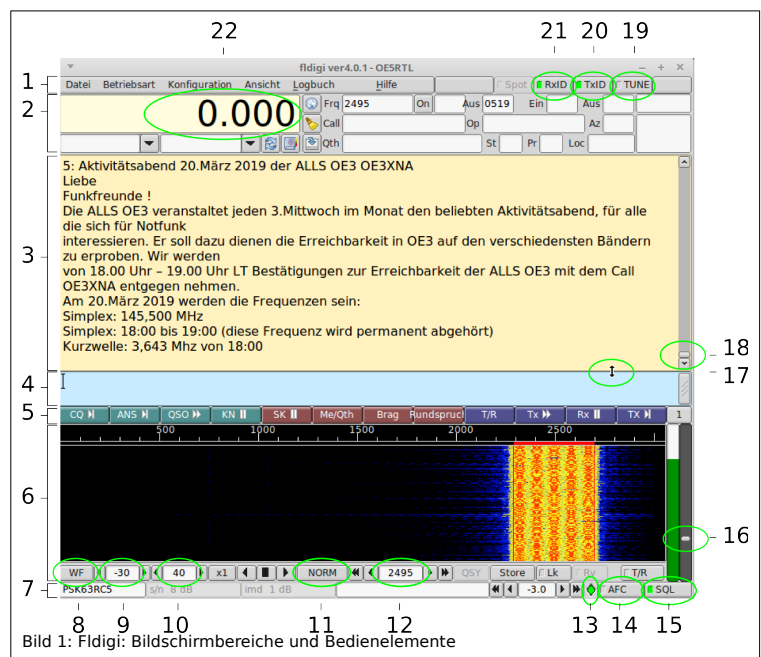 22 21 20 19
fldigi ver4.0.1 - OE5RTL
1 Datei Betriebsart Konfiguration Ansicht Logbuch Hilfe Spot RxID TxID TUNE
2 0.000 Frq 2495 On Aus 0519 Ein Aus
Call Op Az
Qth St Pr Loc
5: Aktivitätsabend 20.März 2019 der ALLS OE3 OE3XNA
Liebe
Funkfreunde !
Die ALLS OE3 veranstaltet jeden 3.Mittwoch im Monat den beliebten Aktivitätsabend, für alle
die sich für Notfunk
interessieren. Er soll dazu dienen die Erreichbarkeit in OE3 auf den verschiedensten Bändern
3 zu erproben. Wir werden
von 18.00 Uhr – 19.00 Uhr LT Bestätigungen zur Erreichbarkeit der ALLS OE3 mit dem Call
OE3XNA entgegen nehmen.
Am 20.März 2019 werden die Frequenzen sein:
Simplex: 145,500 MHz
Simplex: 18:00 bis 19:00 (diese Frequenz wird permanent abgehört)
Kurzwelle: 3,643 Mhz von 18:00
18
17
4
5 CQ ANS QSO KN SK Me/Qth Brag Rundspruch T/R Tx Rx TX 1
500 1000 1500 2000 2500
6
16
WF -30 40 x1 NORM 2495 QSY Store Lk Rv T/R
7 PSK63RC5 s/n 8 dB imd 1 dB -3.0 AFC SQL
8 9 10 11 12 13 14 15
Bild 1: Fldigi: Bildschirmbereiche und Bedienelemente